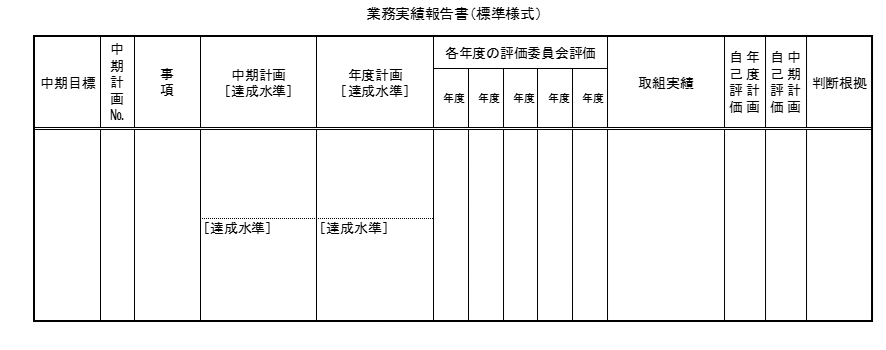 業務実績報告書（標準様式）
中期目標
中期計画№
事項
中期計画
［達成水準］
年度計画
［達成水準］
各年度の評価委員会評価
年度 年度 年度 年度 年度
取組実績
年度計画
自己評価
中期計画
自己評価
判断根拠
［達成水準］
［達成水準］